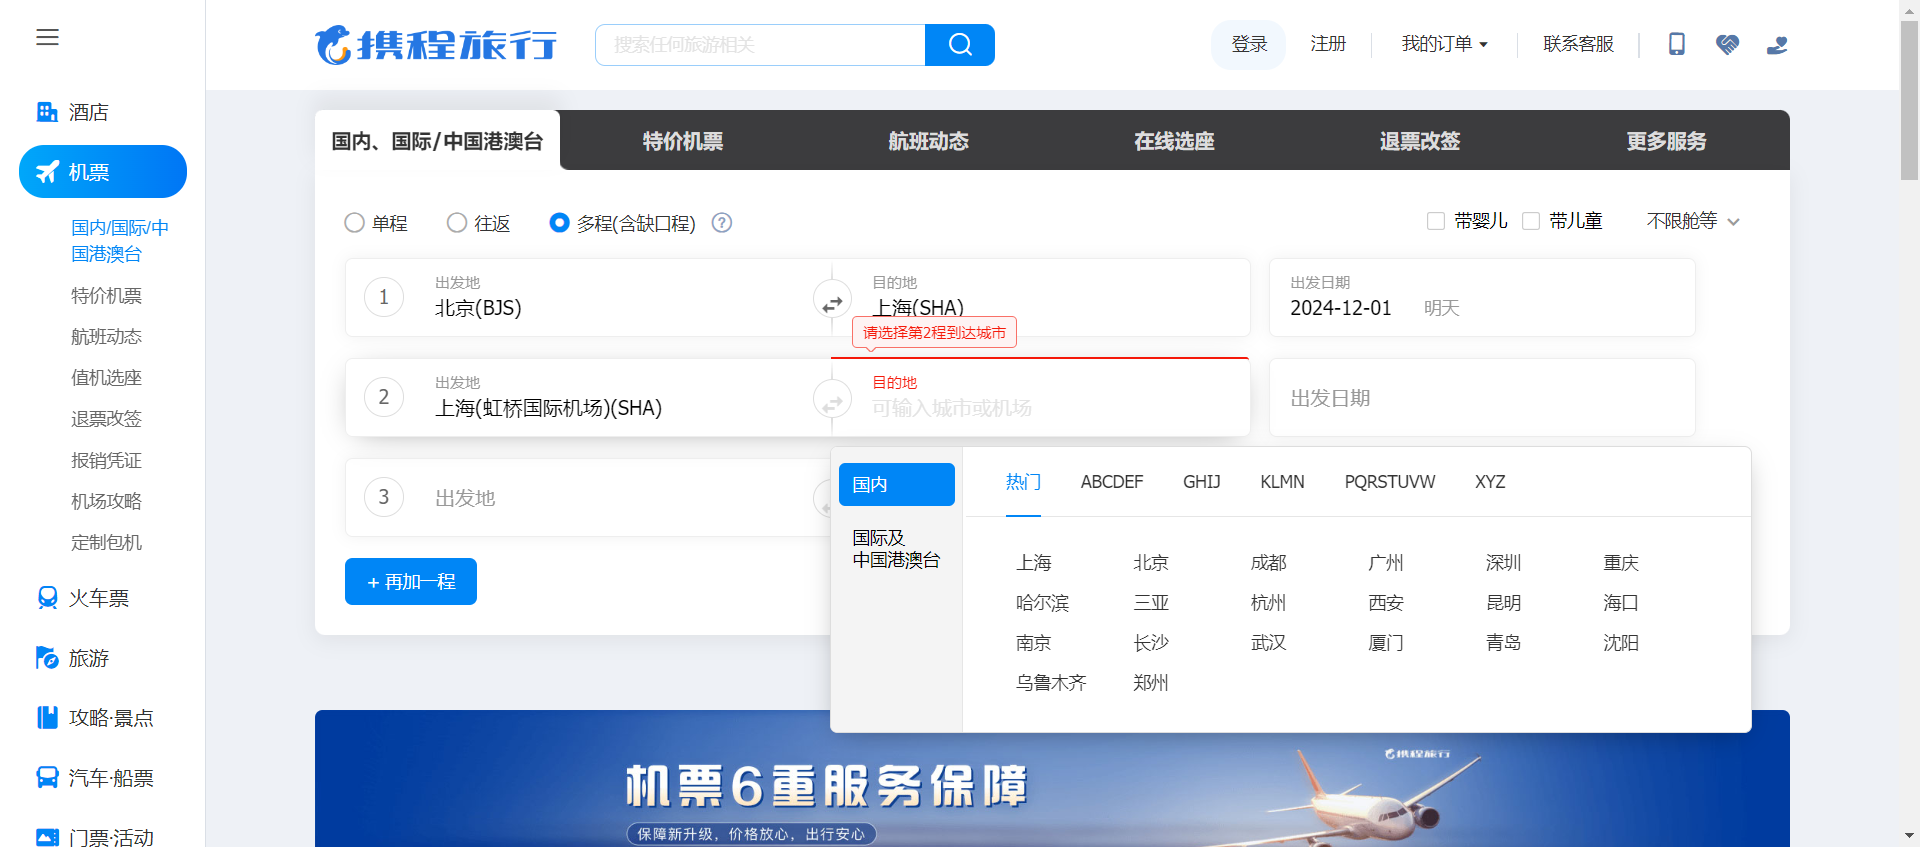 携程旅行
搜索任何旅游相关
登录
注册
我的订单
联系客服
酒店
机票
国内/国际/中
国港澳台
特价机票
航班动态
值机选座
退票改签
报销凭证
机场攻略
定制包机
火车票
旅游
攻略·景点
汽车·船票
门票·活动
国内、国际/中国港澳台
特价机票
航班动态
在线选座
退票改签
更多服务
单程
往返
多程(含缺口程)
?
带婴儿
带儿童
不限舱等
1
出发地
北京(BJS)
目的地
上海(SHA)
出发日期
2024-12-01 明天
请选择第2程到达城市
2
出发地
上海(虹桥国际机场)(SHA)
目的地
可输入城市或机场
出发日期
3
出发地
+ 再加一程
国内
国际及
中国港澳台
热门 ABCDEF GHIJ KLMN PQRSTUVW XYZ
上海 北京 成都 广州 深圳 重庆
哈尔滨 三亚 杭州 西安 昆明 海口
南京 长沙 武汉 厦门 青岛 沈阳
乌鲁木齐 郑州
携程旅行
机票6重服务保障
保障新升级，价格放心，出行安心